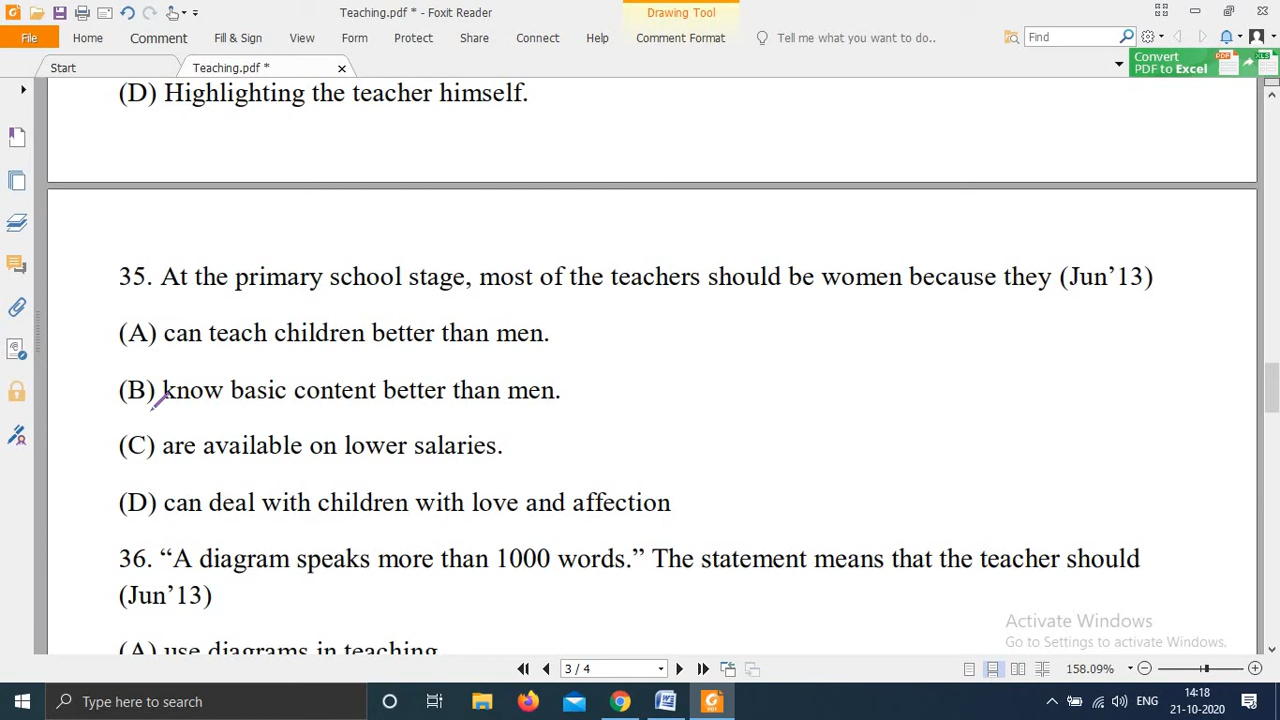 Teaching.pdf * - Foxit Reader
Drawing Tool
File
Home
Comment
Fill & Sign
View
Form
Protect
Share
Connect
Help
Comment Format
Tell me what you want to do..
Find
Start
Teaching.pdf *
Convert
PDF to Excel
(D) Highlighting the teacher himself.
35. At the primary school stage, most of the teachers should be women because they (Jun’13)
(A) can teach children better than men.
(B) know basic content better than men.
(C) are available on lower salaries.
(D) can deal with children with love and affection
36. “A diagram speaks more than 1000 words.” The statement means that the teacher should
(Jun’13)
(A) use diagrams in teaching.
Activate Windows
Go to Settings to activate Windows.
3 / 4
158.09%
Type here to search
ENG
14:18
21-10-2020